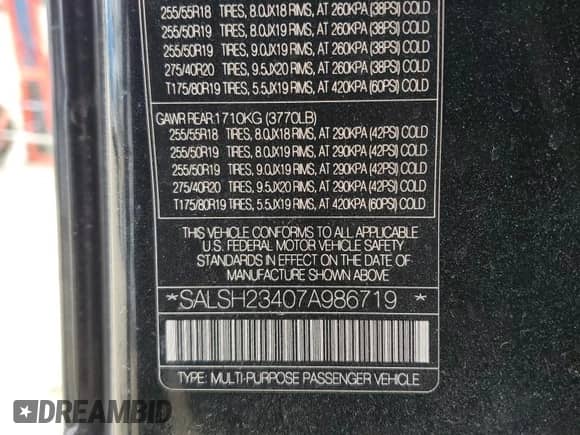 255/55R18 TIRES, 8.0JX18 RIMS, AT 260KPA (38PSI) COLD
255/50R19 TIRES, 8.0JX19 RIMS, AT 260KPA (38PSI) COLD
255/50R19 TIRES, 9.0JX19 RIMS, AT 260KPA (38PSI) COLD
275/40R20 TIRES, 9.5JX20 RIMS, AT 260KPA (38PSI) COLD
T175/80R19 TIRES, 5.5JX19 RIMS, AT 420KPA (60PSI) COLD
GAWR REAR:1710KG (3770LB)
255/55R18 TIRES, 8.0JX18 RIMS, AT 290KPA (42PSI) COLD
255/50R19 TIRES, 8.0JX19 RIMS, AT 290KPA (42PSI) COLD
255/50R19 TIRES, 9.0JX19 RIMS, AT 290KPA (42PSI) COLD
275/40R20 TIRES, 9.5JX20 RIMS, AT 290KPA (42PSI) COLD
T175/80R19 TIRES, 5.5JX19 RIMS, AT 420KPA (60PSI) COLD
THIS VEHICLE CONFORMS TO ALL APPLICABLE
U.S. FEDERAL MOTOR VEHICLE SAFETY
STANDARDS IN EFFECT ON THE DATE OF
MANUFACTURE SHOWN ABOVE
*SALSH23407A986719 *
TYPE: MULTI-PURPOSE PASSENGER VEHICLE
DREAMBID